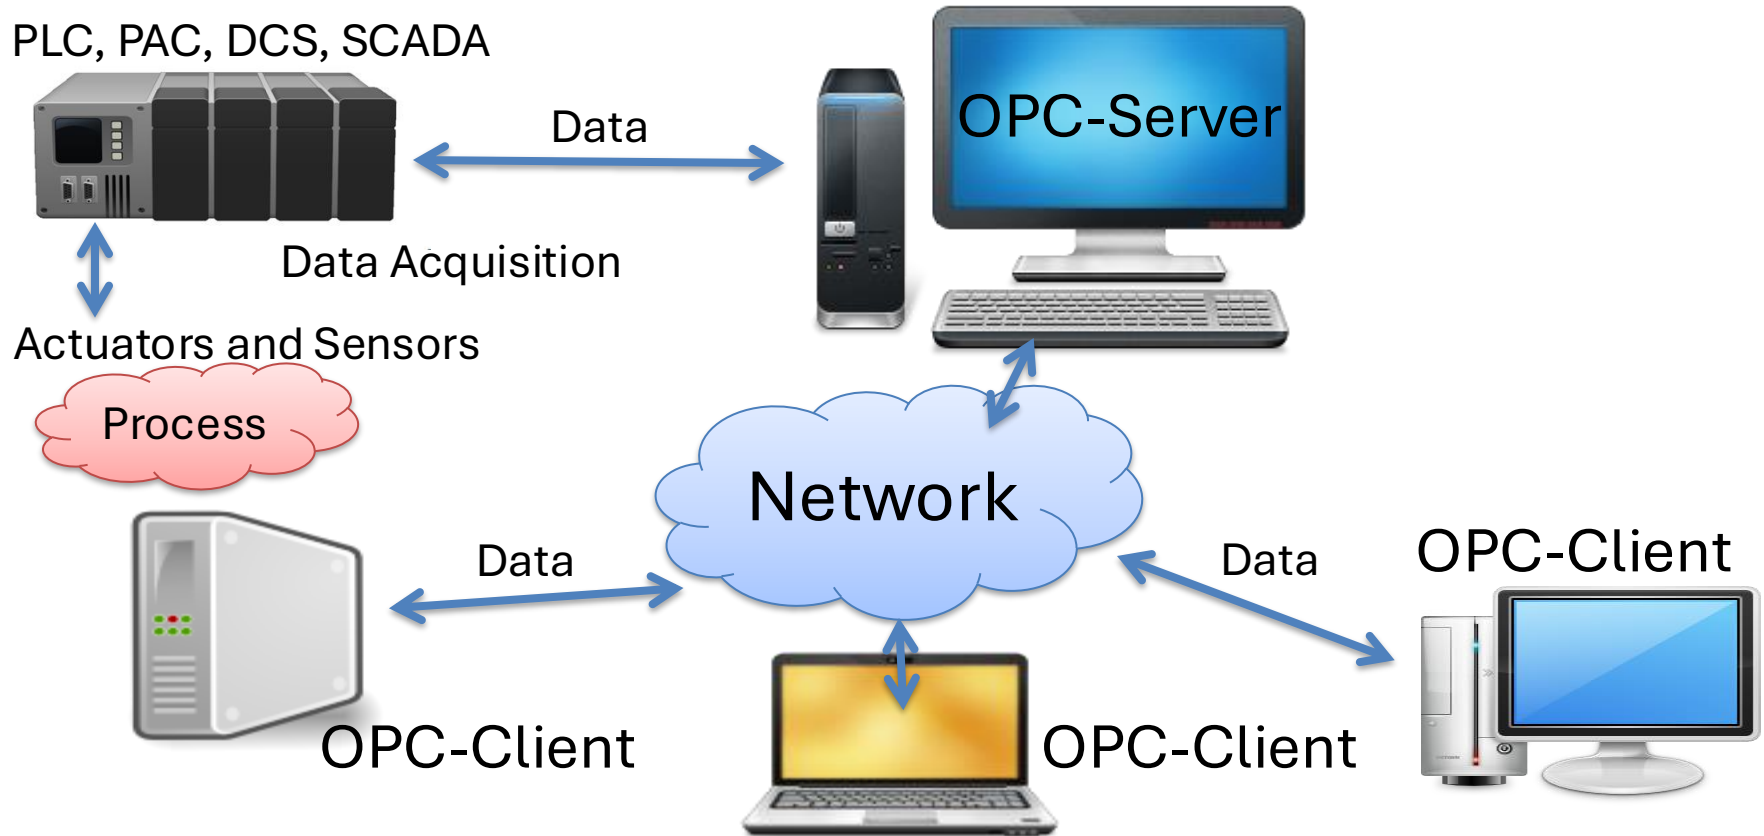 PLC, PAC, DCS, SCADA
Data
OPC-Server
Data Acquisition
Actuators and Sensors
Process
Network
Data
Data
OPC-Client
OPC-Client
OPC-Client